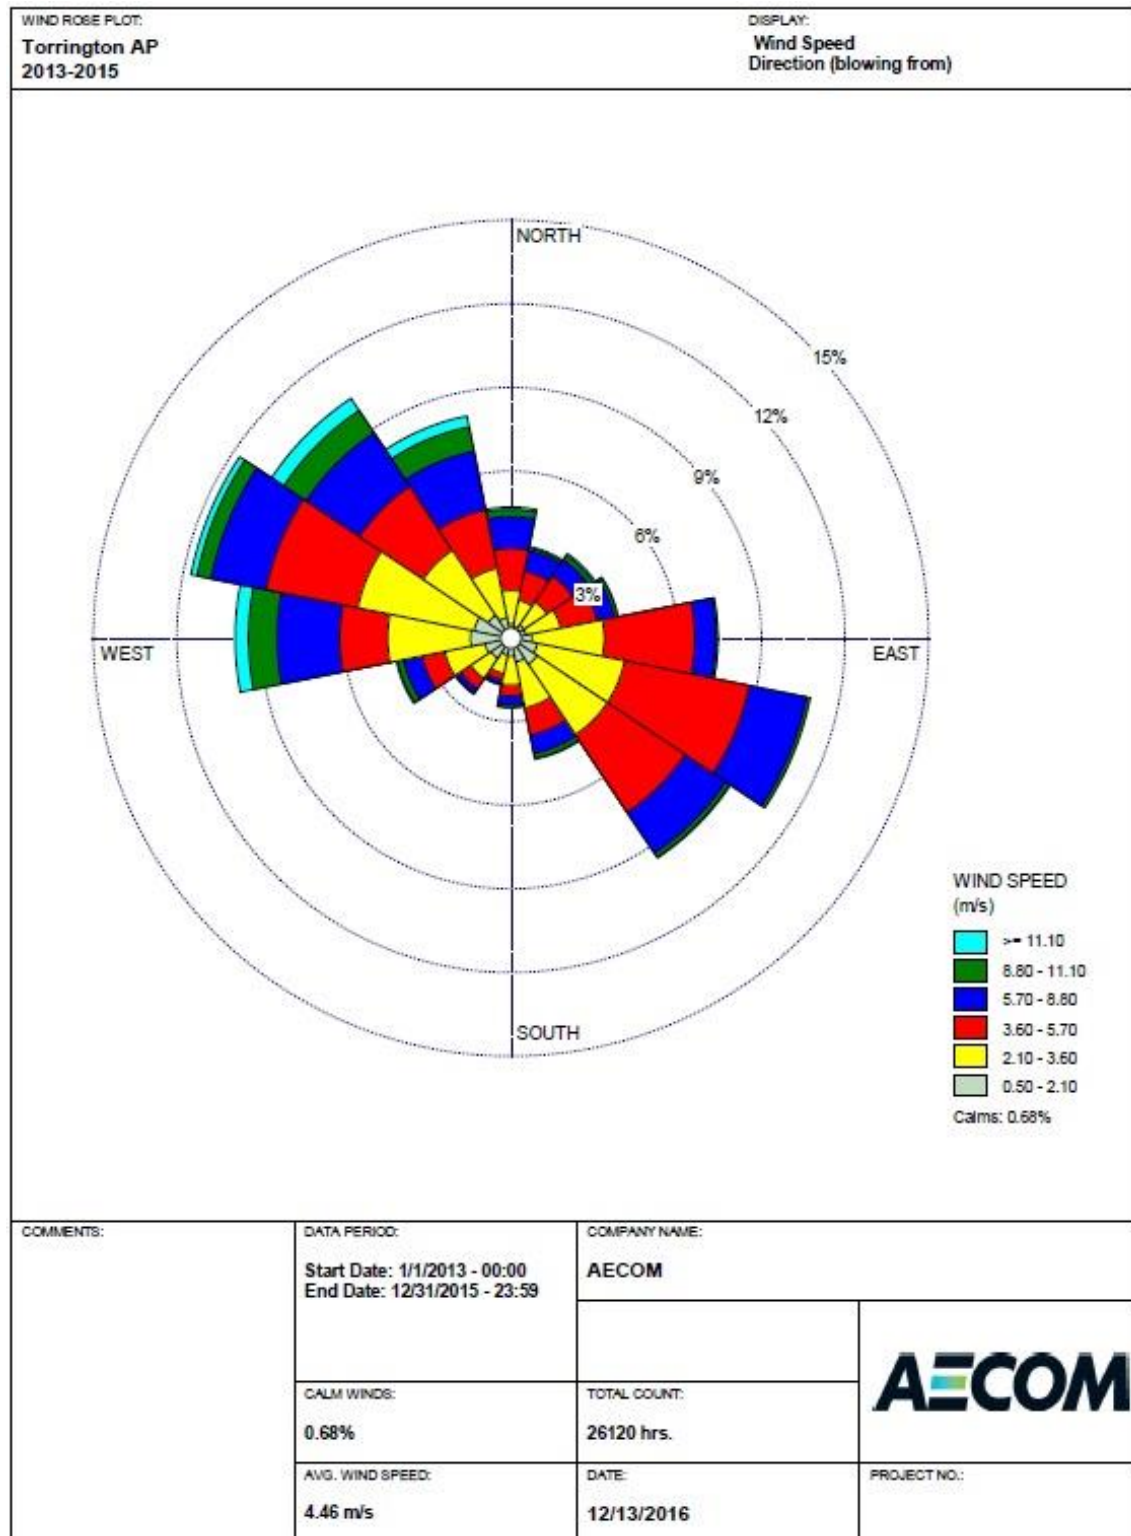 WIND ROSE PLOT:
Torrington AP
2013-2015
DISPLAY:
Wind Speed
Direction (blowing from)
NORTH
15%
12%
9%
6%
3%
WEST
EAST
SOUTH
WIND SPEED
(m/s)
>= 11.10
8.80 - 11.10
5.70 - 8.80
3.60 - 5.70
2.10 - 3.60
0.50 - 2.10
Calms: 0.68%
COMMENTS:
DATA PERIOD:
Start Date: 1/1/2013 - 00:00
End Date: 12/31/2015 - 23:59
COMPANY NAME:
AECOM
AECOM
CALM WINDS:
0.68%
TOTAL COUNT:
26120 hrs.
AVG. WIND SPEED:
4.46 m/s
DATE:
12/13/2016
PROJECT NO.: